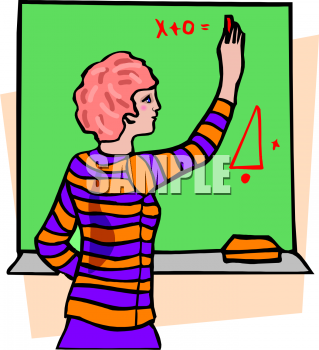 x+0 =
SAMPLE